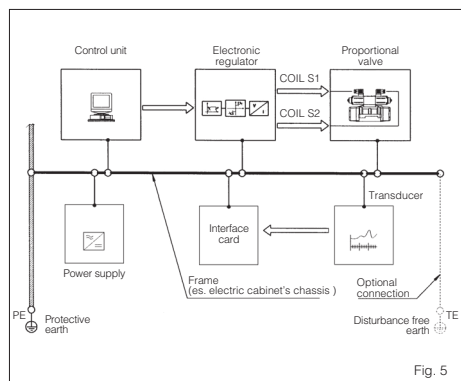 Control unit
Electronic
regulator
Proportional
valve
COIL S1
COIL S2
Transducer
Interface
card
Power supply
Frame
(es. electric cabinet's chassis )
Optional
connection
PE
Protective
earth
Disturbance free
earth
TE
Fig. 5